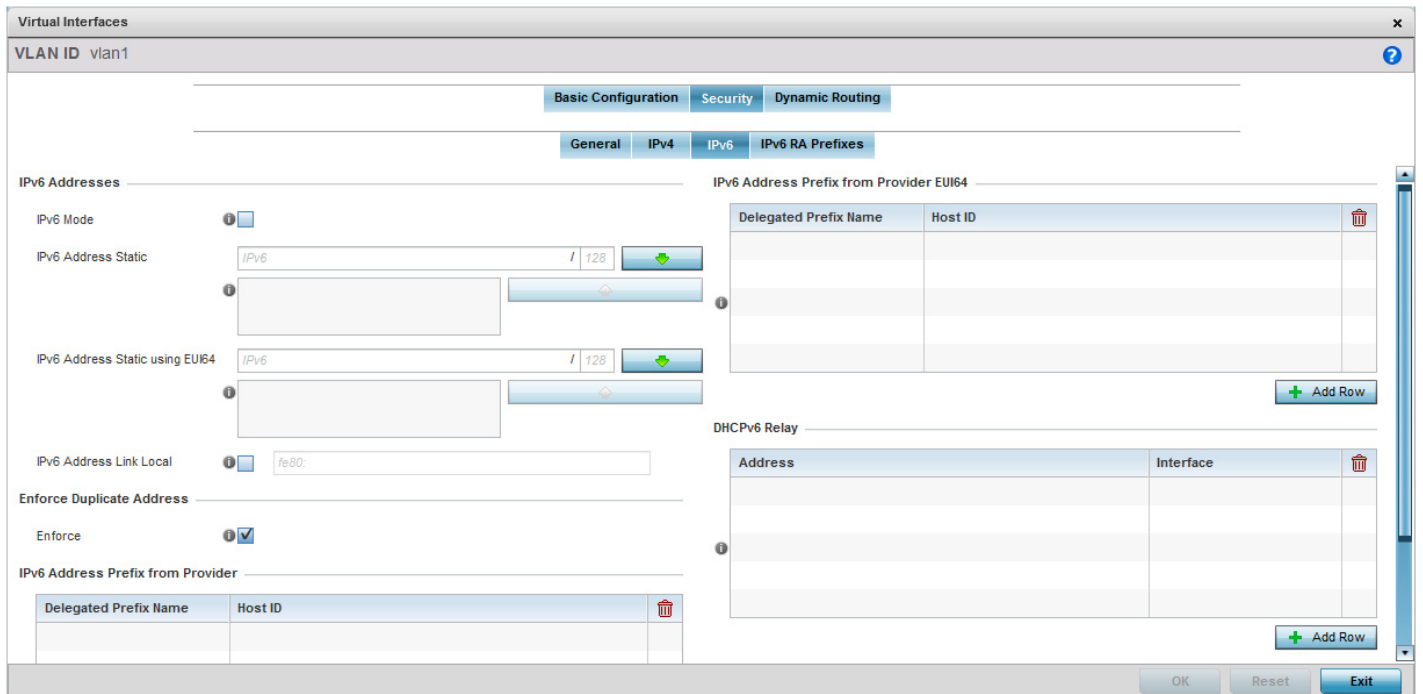 Virtual Interfaces
x
VLAN ID vlan1
?
Basic Configuration Security Dynamic Routing
General IPv4 IPv6 IPv6 RA Prefixes
IPv6 Addresses
IPv6 Mode
IPv6 Address Static
IPv6 / 128
IPv6 Address Static using EUI64
IPv6 / 128
IPv6 Address Link Local
fe80:
Enforce Duplicate Address
Enforce
IPv6 Address Prefix from Provider
Delegated Prefix Name Host ID
IPv6 Address Prefix from Provider EUI64
Delegated Prefix Name Host ID
Add Row
DHCPv6 Relay
Address Interface
Add Row
OK Reset Exit